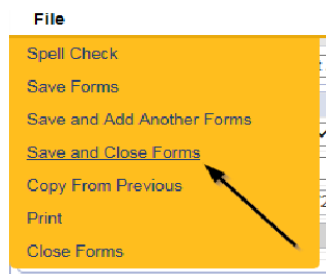 File
Spell Check
Save Forms
Save and Add Another Forms
Save and Close Forms
Copy From Previous
Print
Close Forms